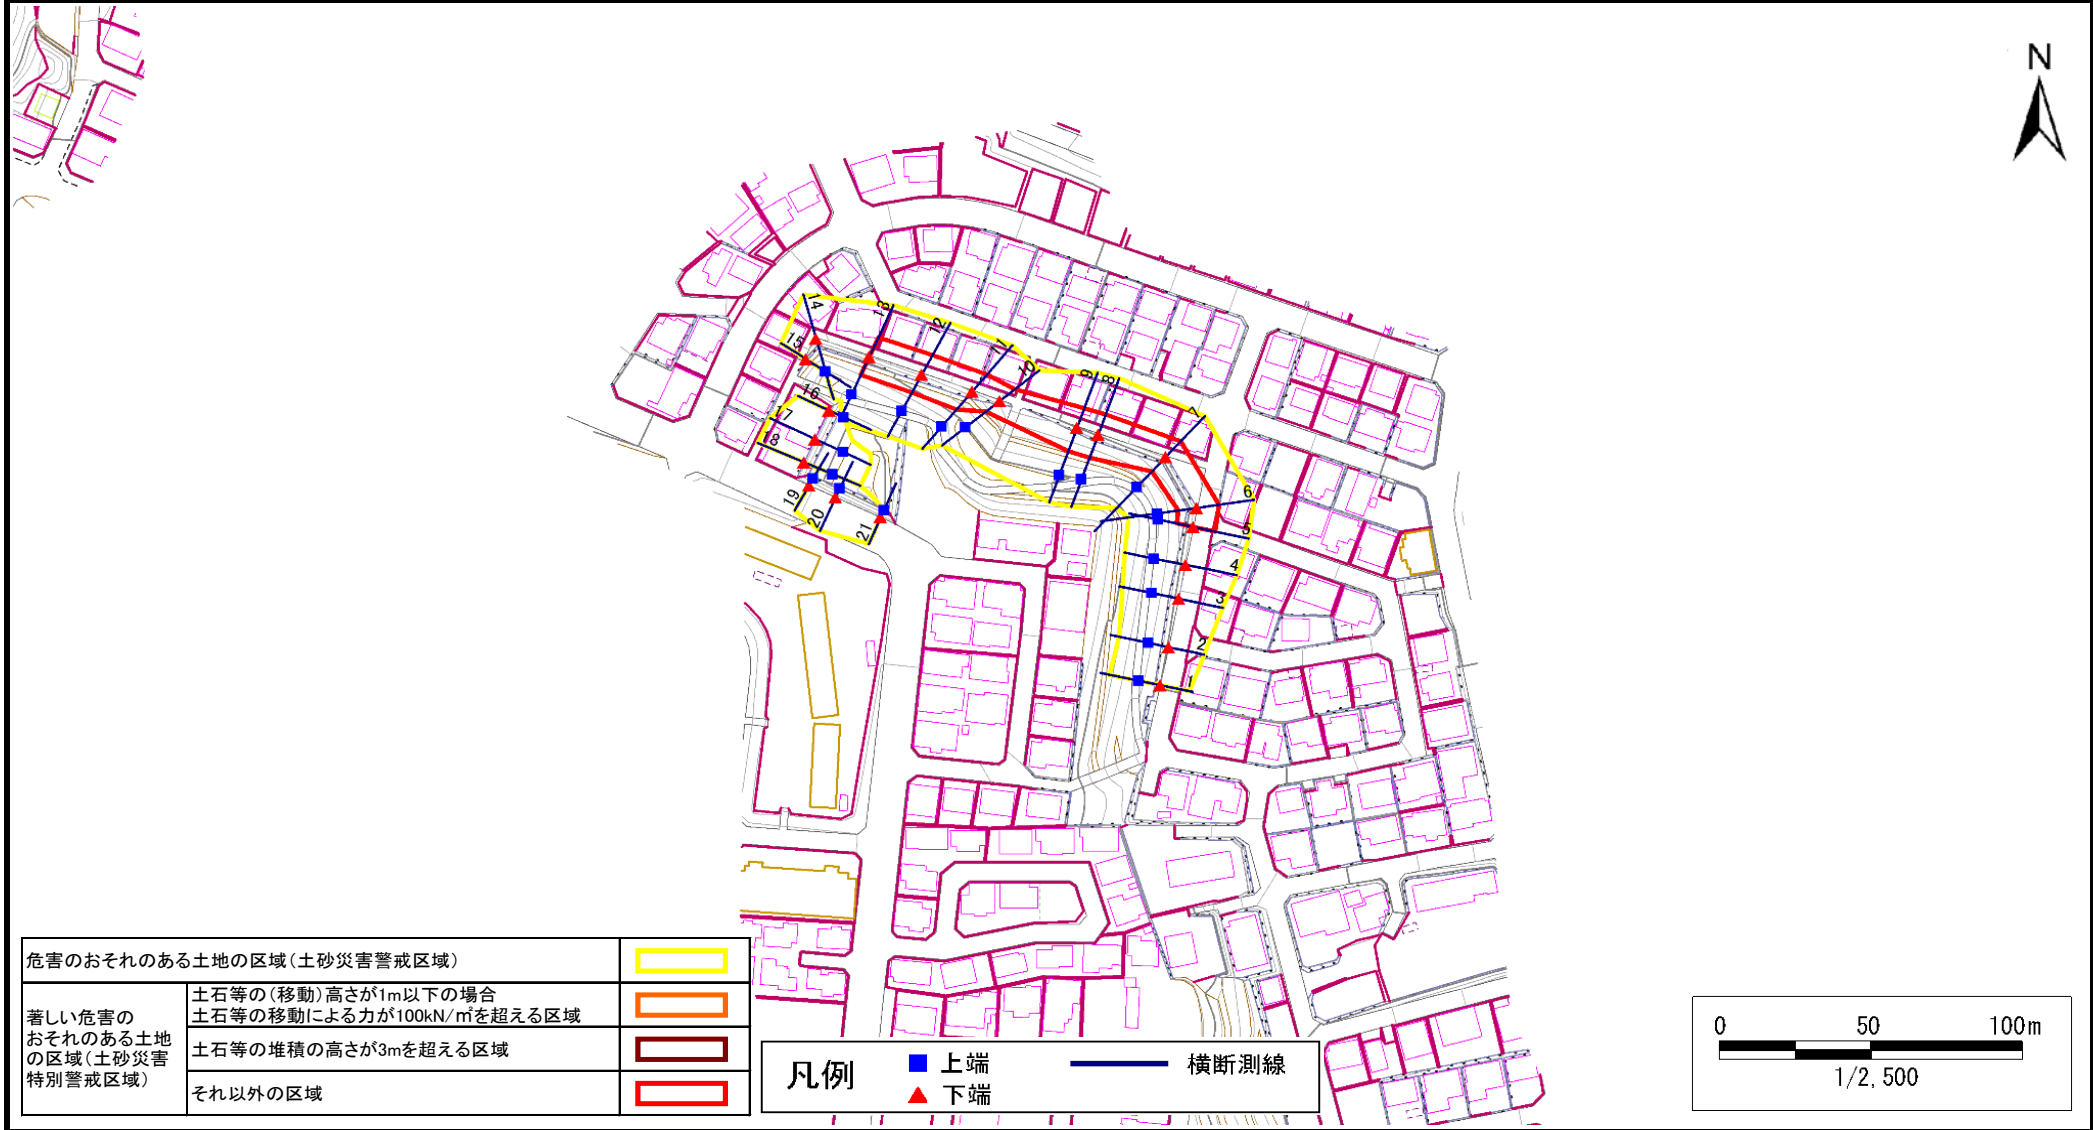 N
14
13
12
11
10
9
8
7
15
16
17
18
6
19
20
21
5
4
3
2
1
危害のおそれのある土地の区域(土砂災害警戒区域)
著しい危害の
おそれのある土地
の区域(土砂災害
特別警戒区域)
土石等の(移動)高さが1m以下の場合
土石等の移動による力が100kN/㎡を超える区域
土石等の堆積の高さが3mを超える区域
それ以外の区域
凡例
上端
下端
横断測線
0 50 100m
1/2,500